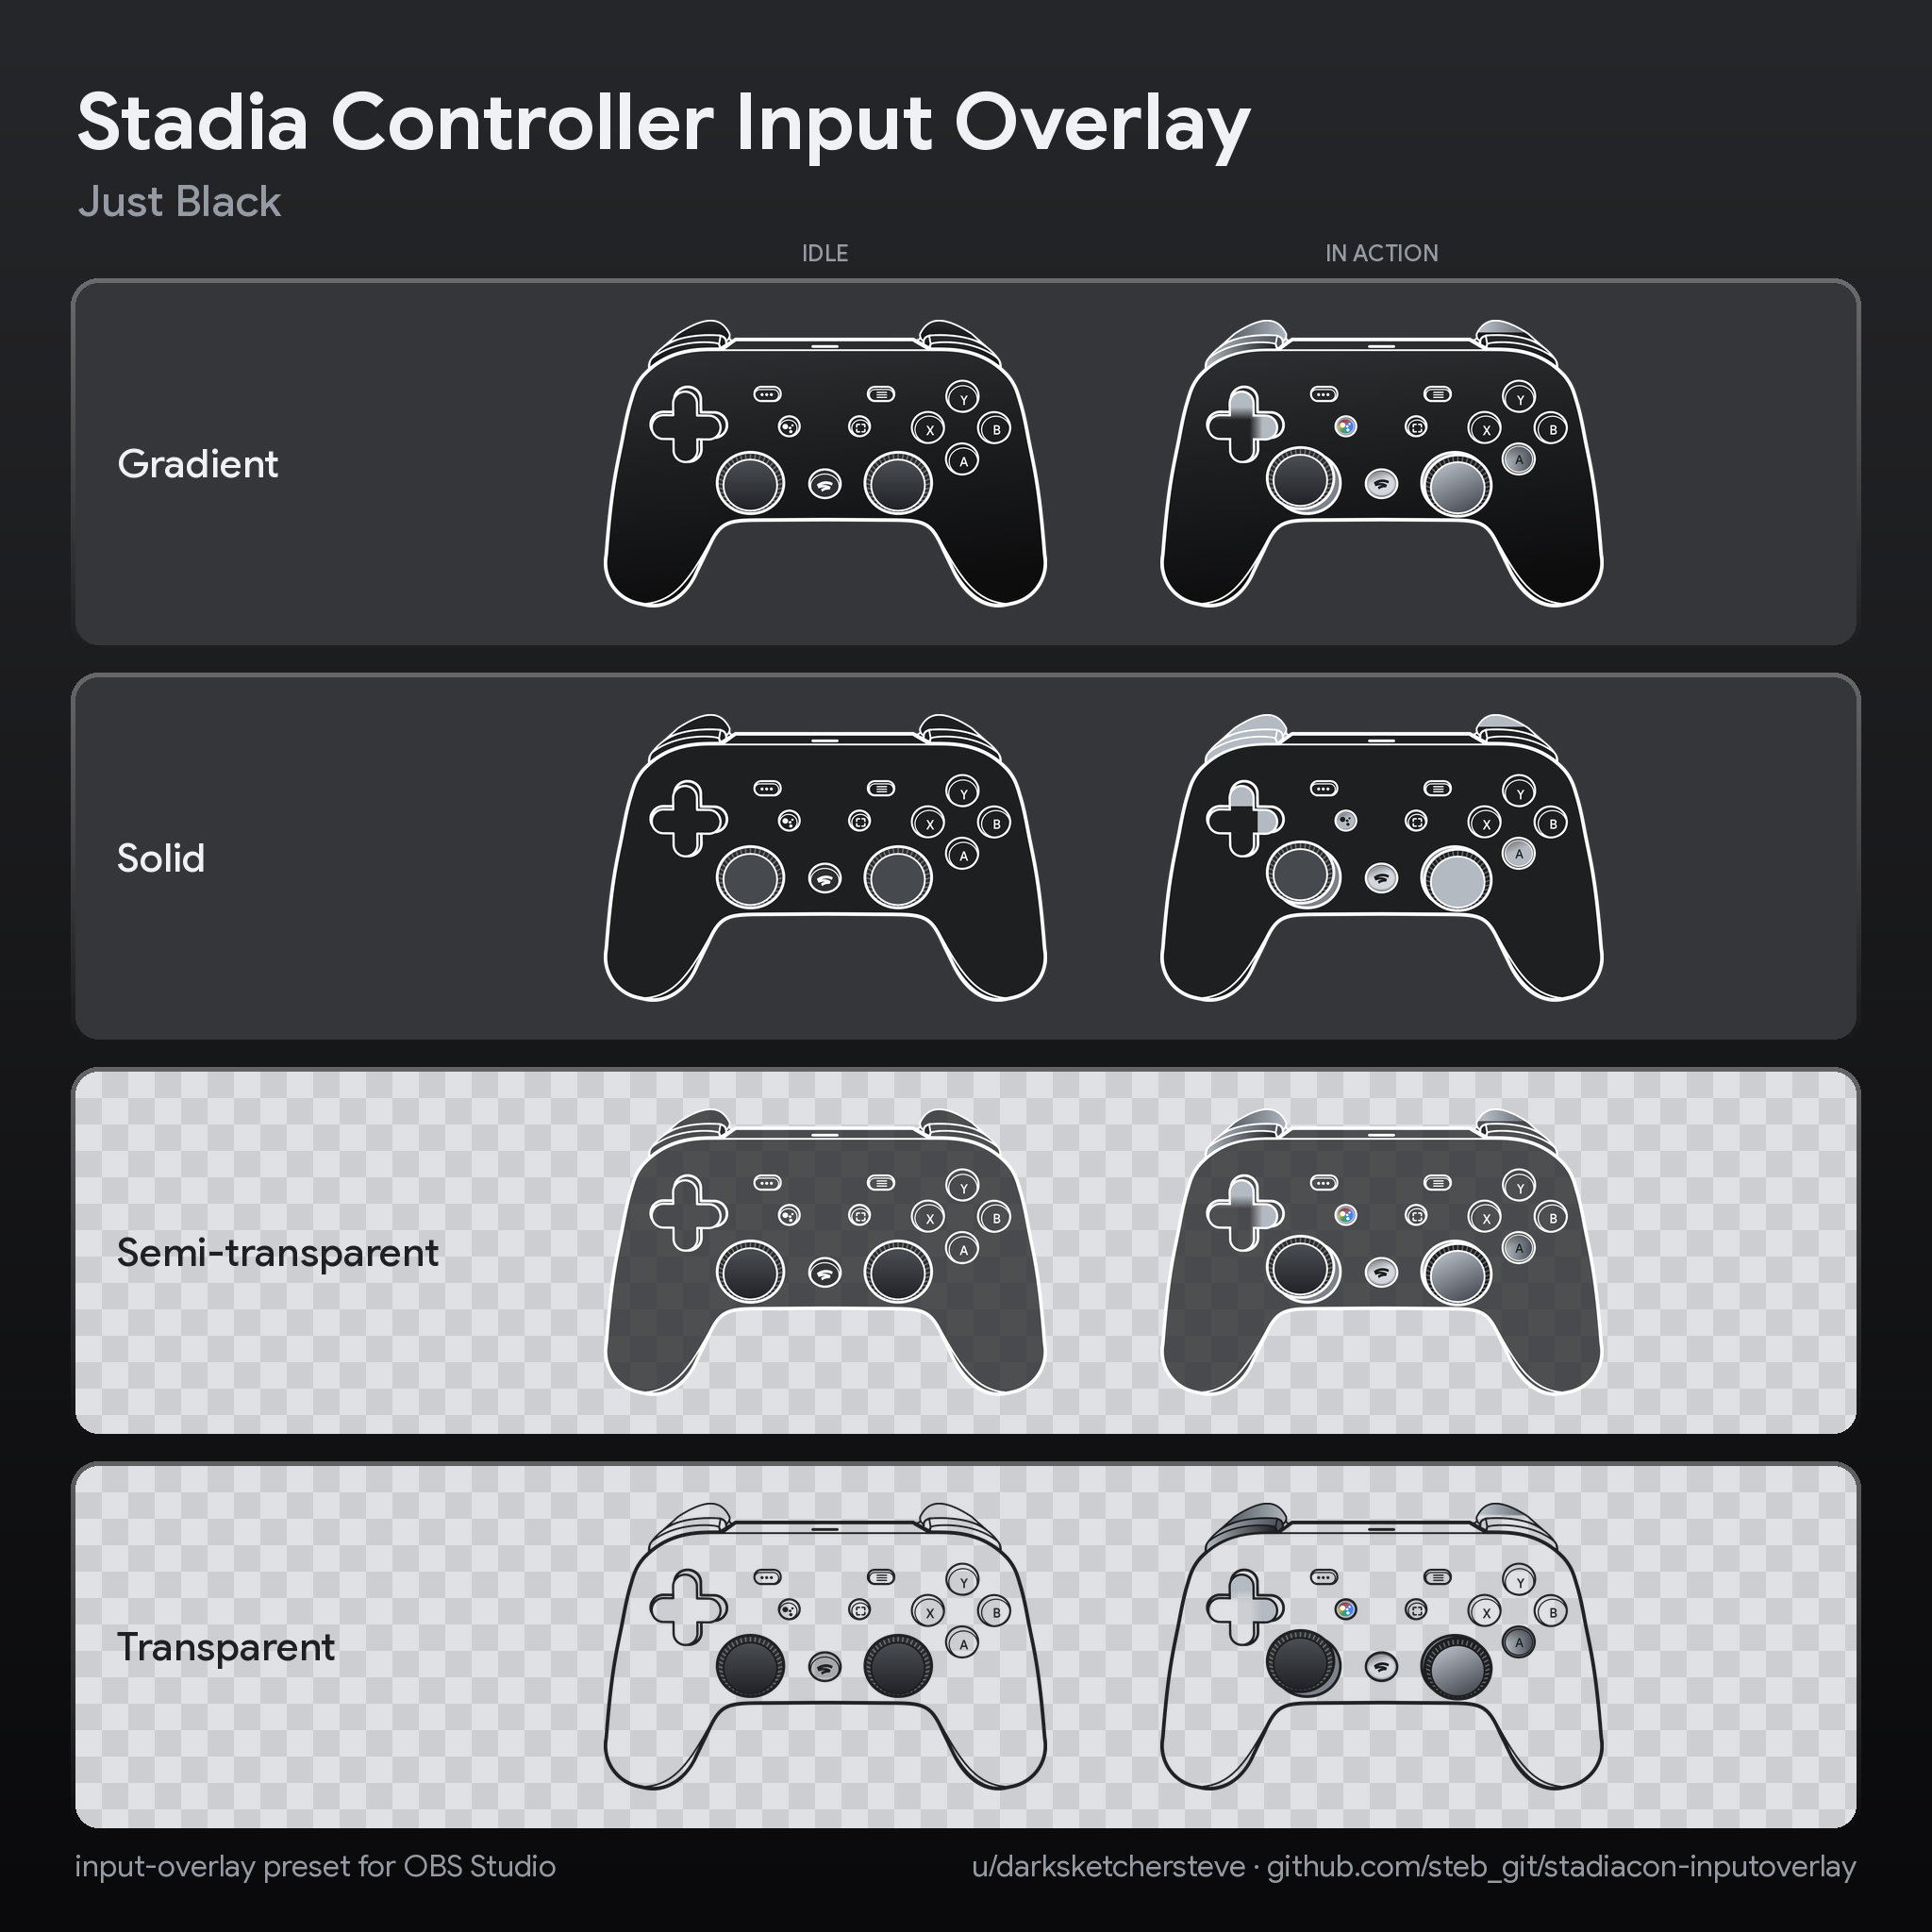 Stadia Controller Input Overlay
Just Black
IDLE IN ACTION
Gradient
Y
X B
A
Y
X B
A
Solid
Y
X B
A
Y
X B
A
Semi-transparent
Y
X B
A
Y
X B
A
Transparent
Y
X B
A
Y
X B
A
input-overlay preset for OBS Studio
u/darksketchersteve · github.com/steb_git/stadiacon-inputoverlay